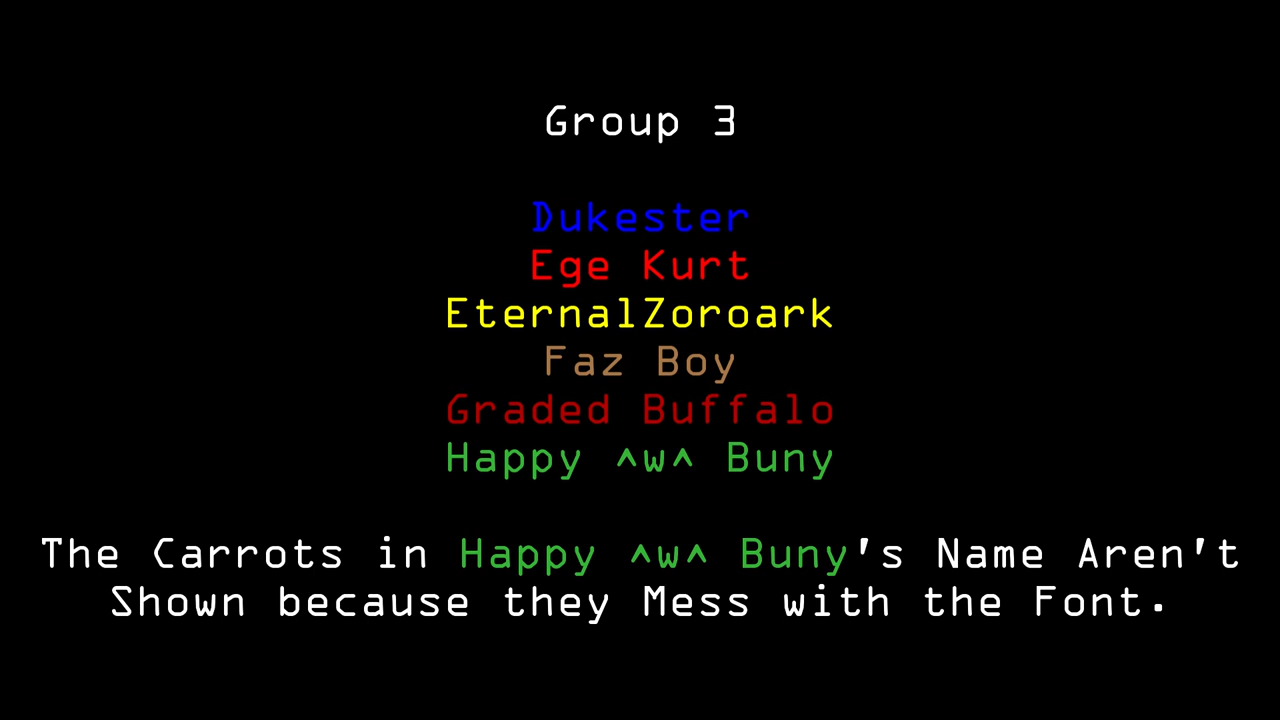 Group 3
Dukester
Ege Kurt
EternalZoroark
Faz Boy
Graded Buffalo
Happy ^w^ Buny
The Carrots in Happy ^w^ Buny's Name Aren't
Shown because they Mess with the Font.